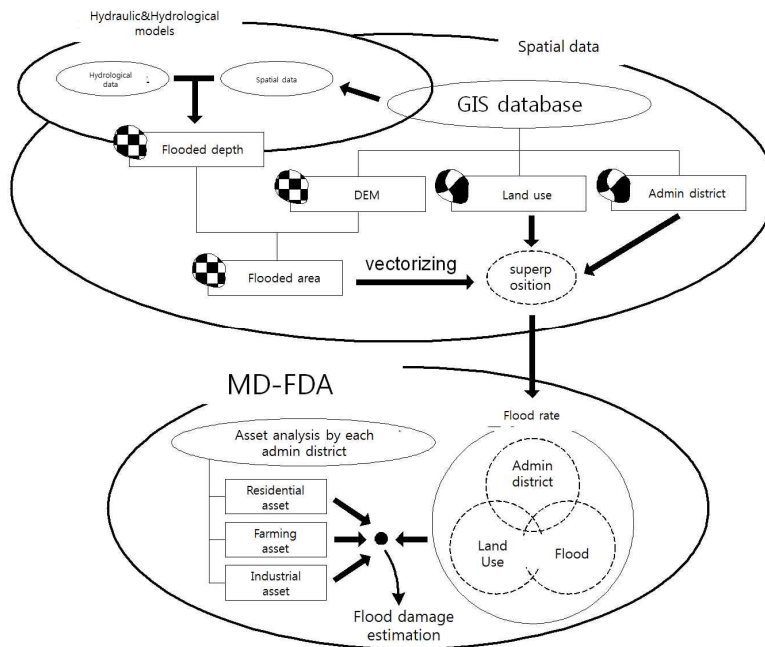 Hydraulic&Hydrological
models
Spatial data
Hydrological
data
Spatial data
GIS database
Flooded depth
DEM
Land use
Admin district
Flooded area
vectorizing
superp
osition
MD-FDA
Flood rate
Asset analysis by each
admin district
Admin
district
Residential
asset
Farming
asset
Land
Use
Flood
Industrial
asset
Flood damage
estimation